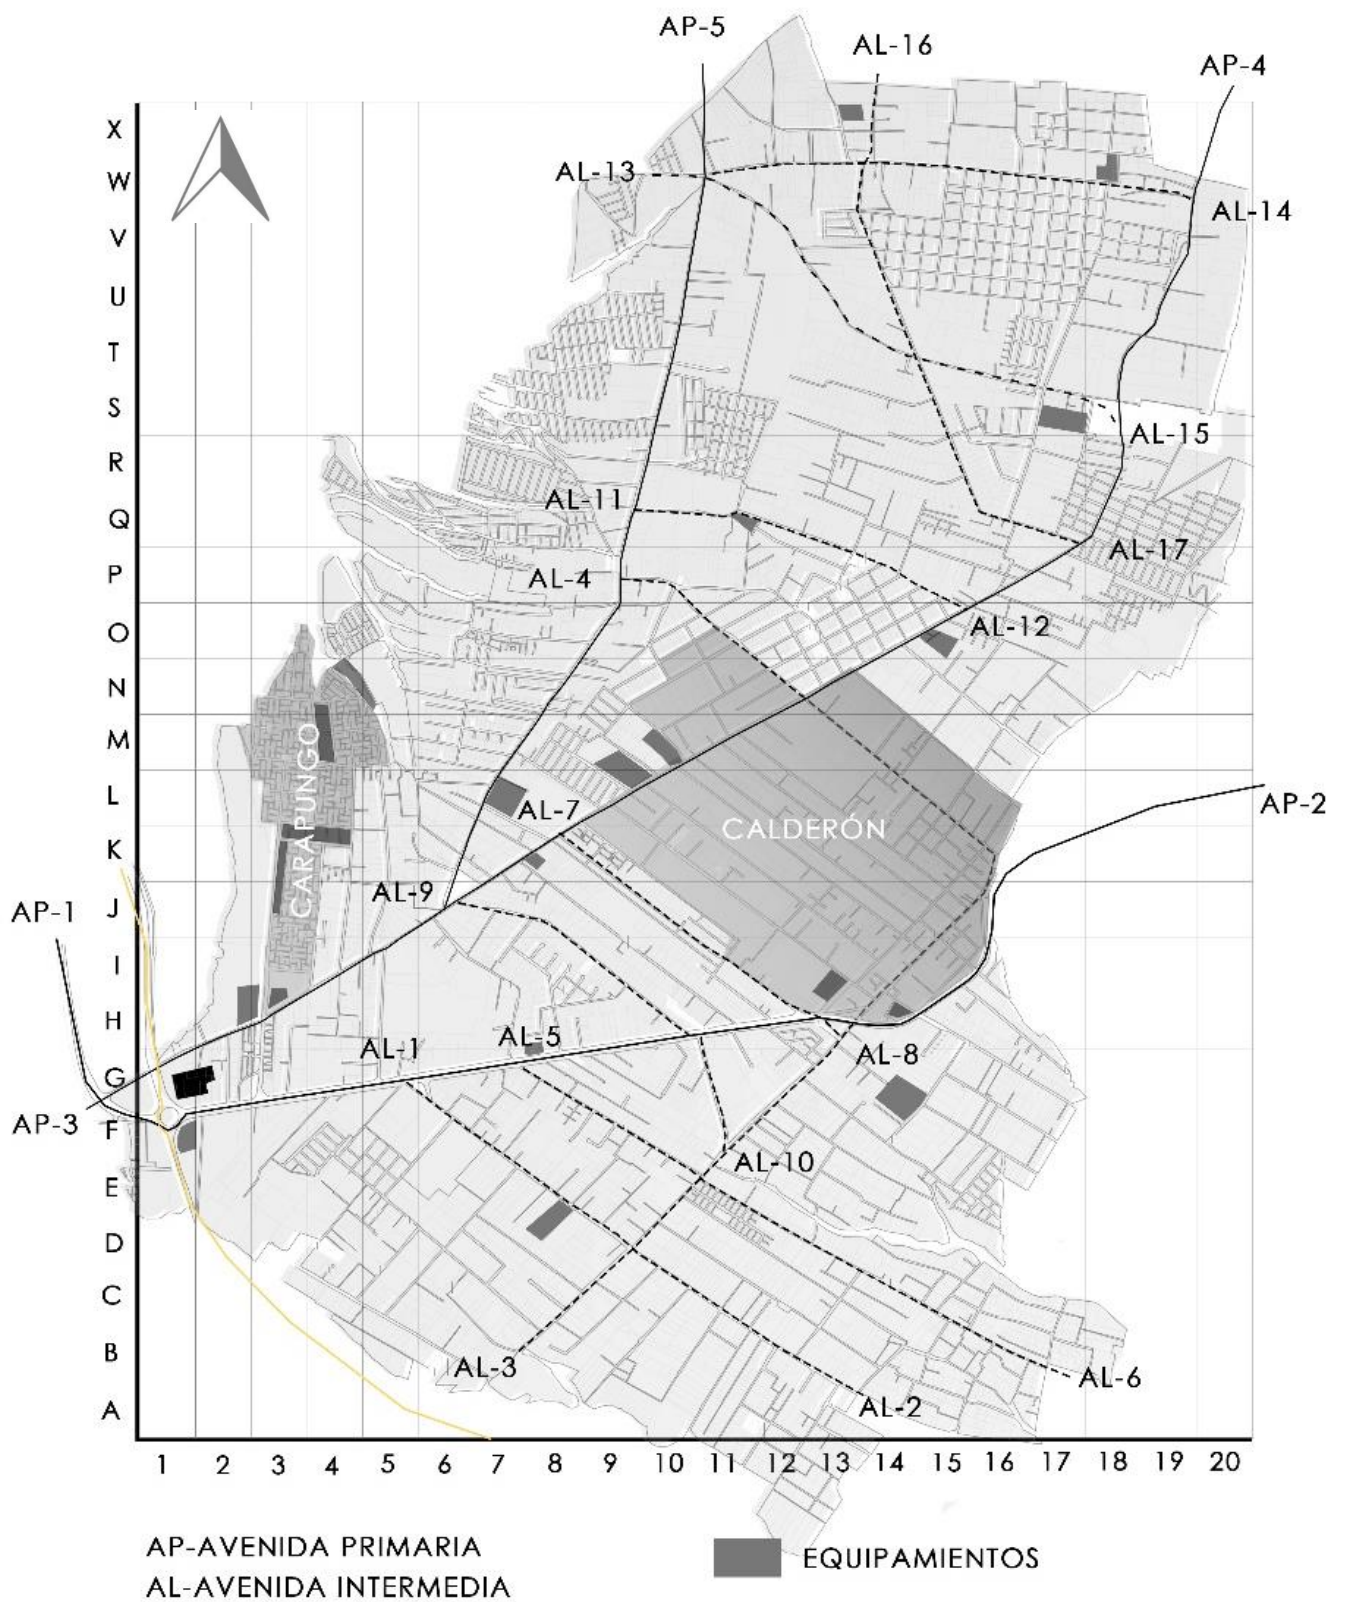 AP-5
AL-16
AP-4
X
AL-13
W
AL-14
V
U
T
S
AL-15
R
AL-11
Q
AL-17
P
AL-4
O
AL-12
N
M
CARAPUNGO
L
AL-7
AP-2
CALDERÓN
K
AL-9
J
AP-1
I
H
AL-1
AL-5
AL-8
G
AP-3
F
AL-10
E
D
C
B
AL-3
AL-6
A
AL-2
1 2 3 4 5 6 7 8 9 10 11 12 13 14 15 16 17 18 19 20
AP-AVENIDA PRIMARIA
EQUIPAMIENTOS
AL-AVENIDA INTERMEDIA